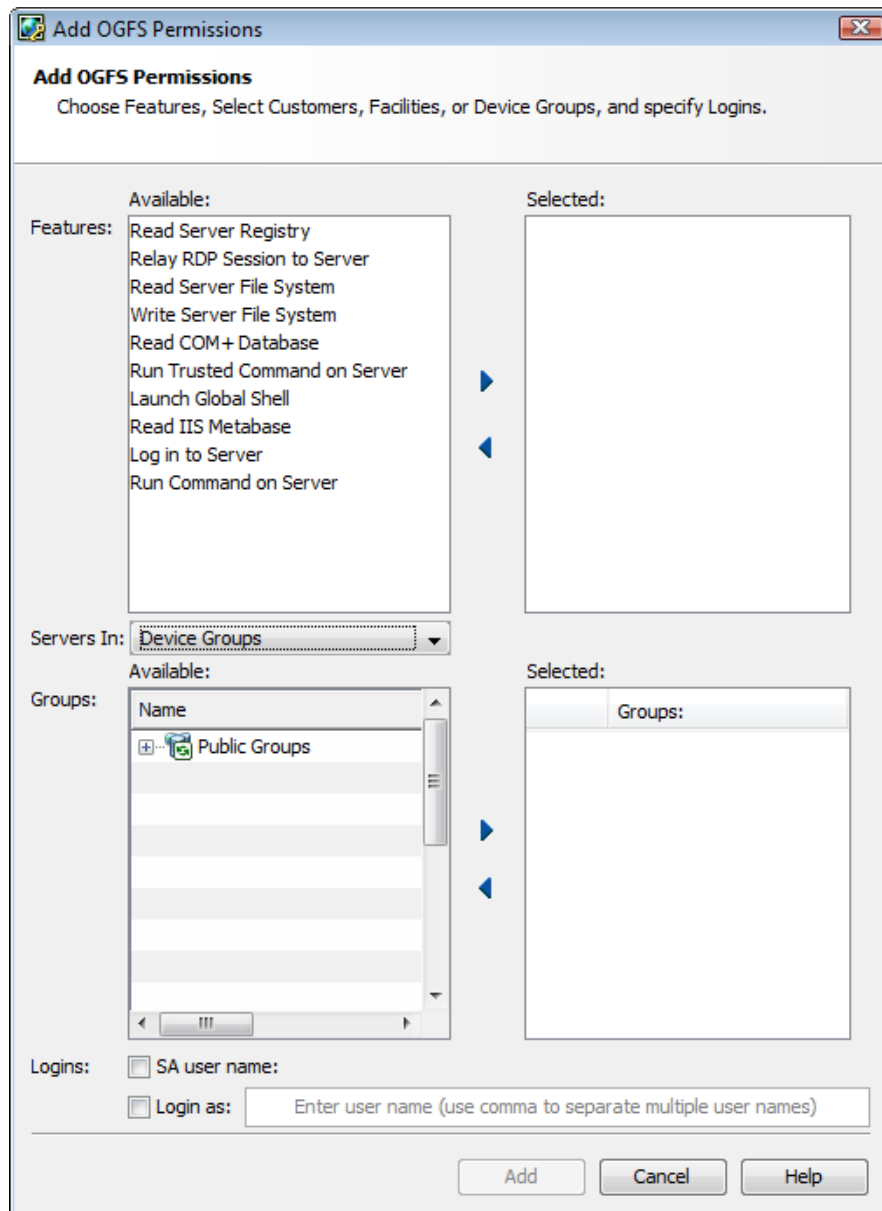 Add OGFS Permissions
Add OGFS Permissions
Choose Features, Select Customers, Facilities, or Device Groups, and specify Logins.
Available:
Selected:
Features:
Read Server Registry
Relay RDP Session to Server
Read Server File System
Write Server File System
Read COM+ Database
Run Trusted Command on Server
Launch Global Shell
Read IIS Metabase
Log in to Server
Run Command on Server
Servers In: Device Groups
Available:
Selected:
Groups:
Name
Groups:
Public Groups
Logins:
SA user name:
Login as:
Enter user name (use comma to separate multiple user names)
Add
Cancel
Help